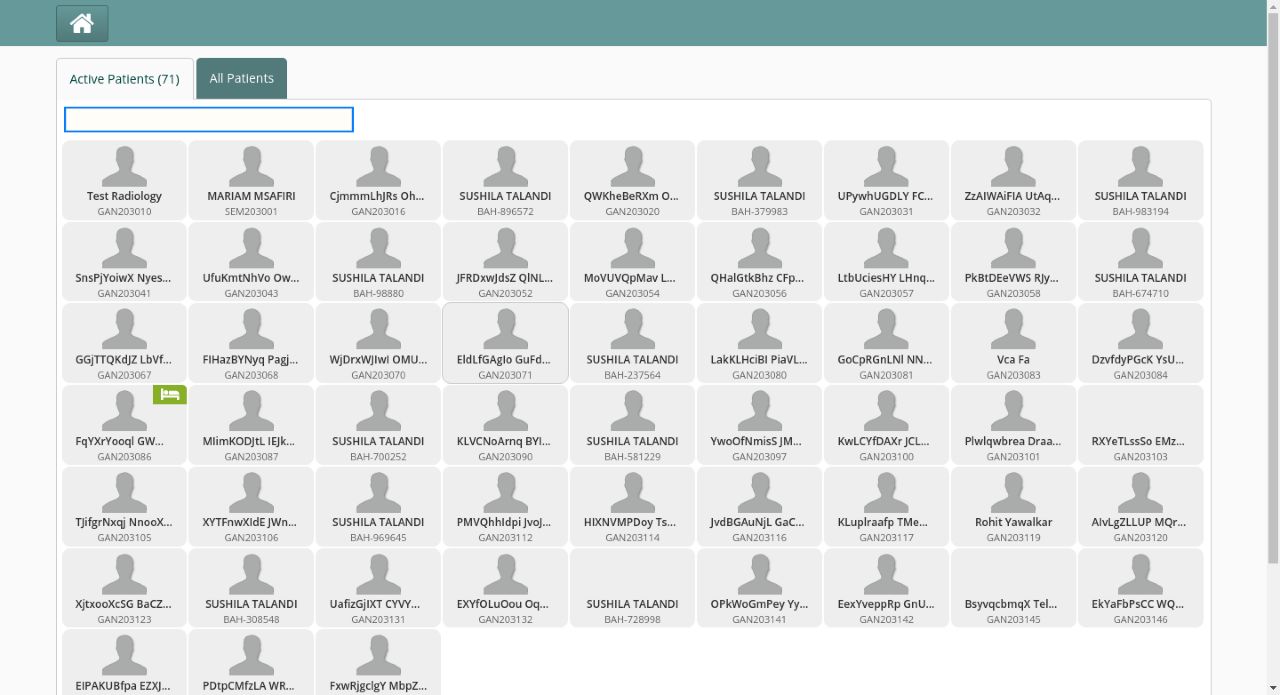 Active Patients (71)
All Patients
Test Radiology
GAN203010
MARIAM MSAFIRI
SEM203001
CjmmmLhJRs Oh...
GAN203016
SUSHILA TALANDI
BAH-896572
QWKheBeRXm O...
GAN203020
SUSHILA TALANDI
BAH-379983
UPywhUGDLY FC...
GAN203031
ZzAIWAiFIA UtAq...
GAN203032
SUSHILA TALANDI
BAH-983194
SnsPjYoiwX Nyes...
GAN203041
UfuKmtNhVo Ow...
GAN203043
SUSHILA TALANDI
BAH-98880
JFRDxwJdsZ QlNL...
GAN203052
MoVUVQpMav L...
GAN203054
QHalGtkBhz CFp...
GAN203056
LtbUciesHY LHnq...
GAN203057
PkBtDEeVWS RJy...
GAN203058
SUSHILA TALANDI
BAH-674710
GGjTTQKdJZ LbVf...
GAN203067
FIHazBYNyq Pagj...
GAN203068
WjDrxWJIwI OMU...
GAN203070
EldLfGAgIo GuFd...
GAN203071
SUSHILA TALANDI
BAH-237564
LakKLHciBI PiaVL...
GAN203080
GoCpRGnLNl NN...
GAN203081
Vca Fa
GAN203083
DzvfdyPGcK YsU...
GAN203084
FqYXrYooql GW...
GAN203086
MIimKODJtL IEJk...
GAN203087
SUSHILA TALANDI
BAH-700252
KLVCNoArnq BYI...
GAN203090
SUSHILA TALANDI
BAH-581229
YwoOfNmisS JM...
GAN203097
KwLCYfDAXr JCL...
GAN203100
Plwlqwbrea Draa...
GAN203101
RXYeTLssSo EMz...
GAN203103
TJifgrNxqj NnooX...
GAN203105
XYTFnwXIdE JWn...
GAN203106
SUSHILA TALANDI
BAH-969645
PMVQhhIdpi JvoJ...
GAN203112
HIXNVMPDoy Ts...
GAN203114
JvdBGAuNjL GaC...
GAN203116
KLuplraafp TMe...
GAN203117
Rohit Yawalkar
GAN203119
AIvLgZLLUP MQr...
GAN203120
XjtxooXcSG BaCZ...
GAN203123
SUSHILA TALANDI
BAH-308548
UafizGjIXT CYVY...
GAN203131
EXYfOLuOou Oq...
GAN203132
SUSHILA TALANDI
BAH-728998
OPkWoGmPey Yy...
GAN203141
EexYveppRp GnU...
GAN203142
BsyvqcbmqX Tel...
GAN203145
EkYaFbPsCC WQ...
GAN203146
EIPAKUBfpa EZXJ...
PDtpCMfzLA WR...
FxwRjgclgY MbpZ...